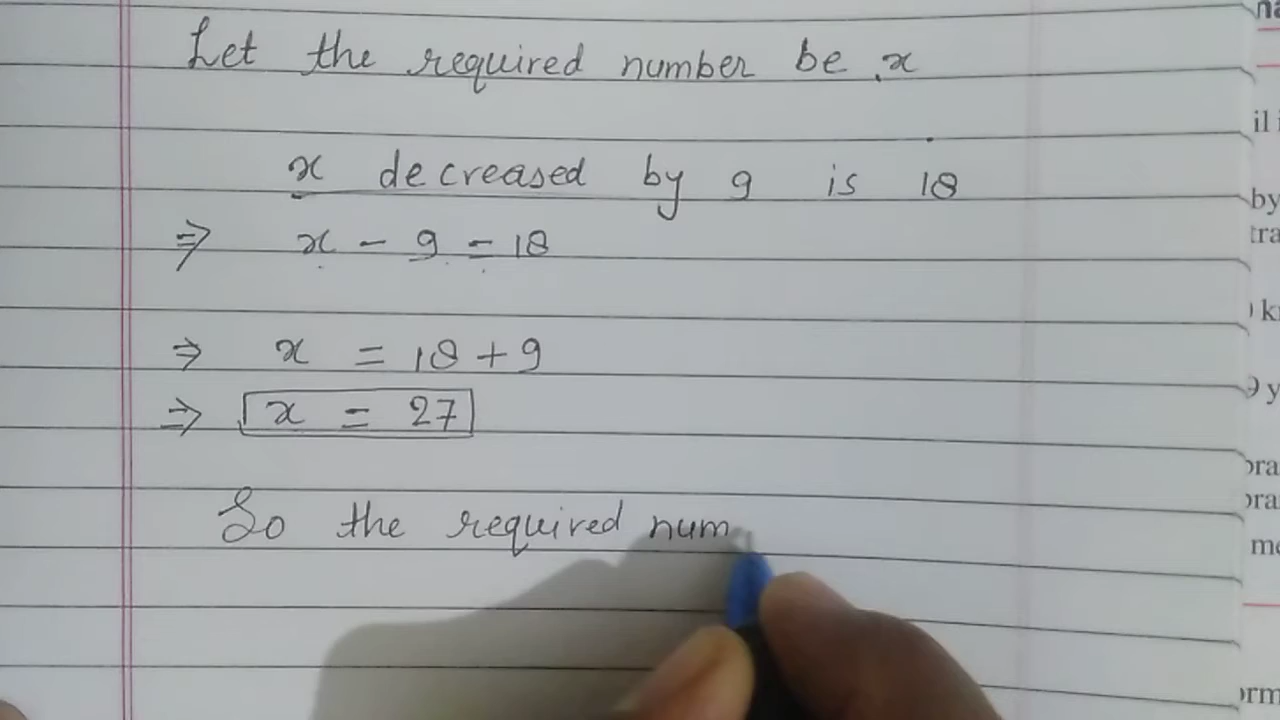 Let the required number be x
x decreased by 9 is 18
⇒ x - 9 = 18
⇒ x = 18 + 9
⇒ x = 27
So the required num